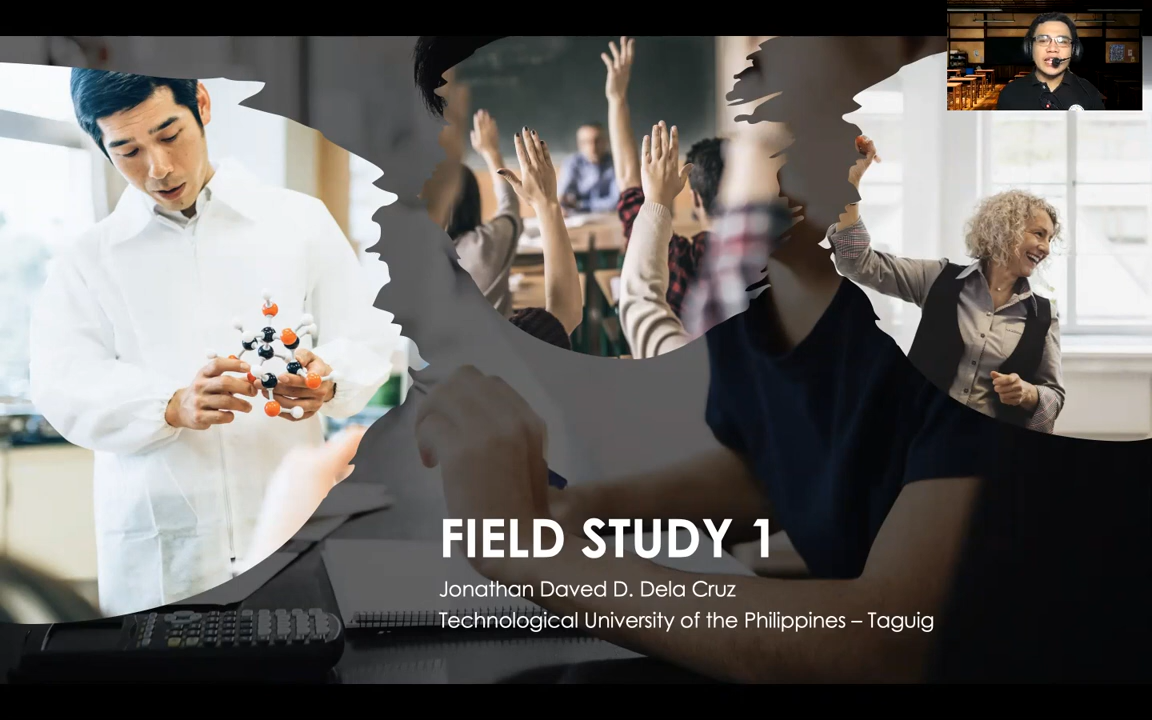 FIELD STUDY 1
Jonathan Daved D. Dela Cruz
Technological University of the Philippines – Taguig